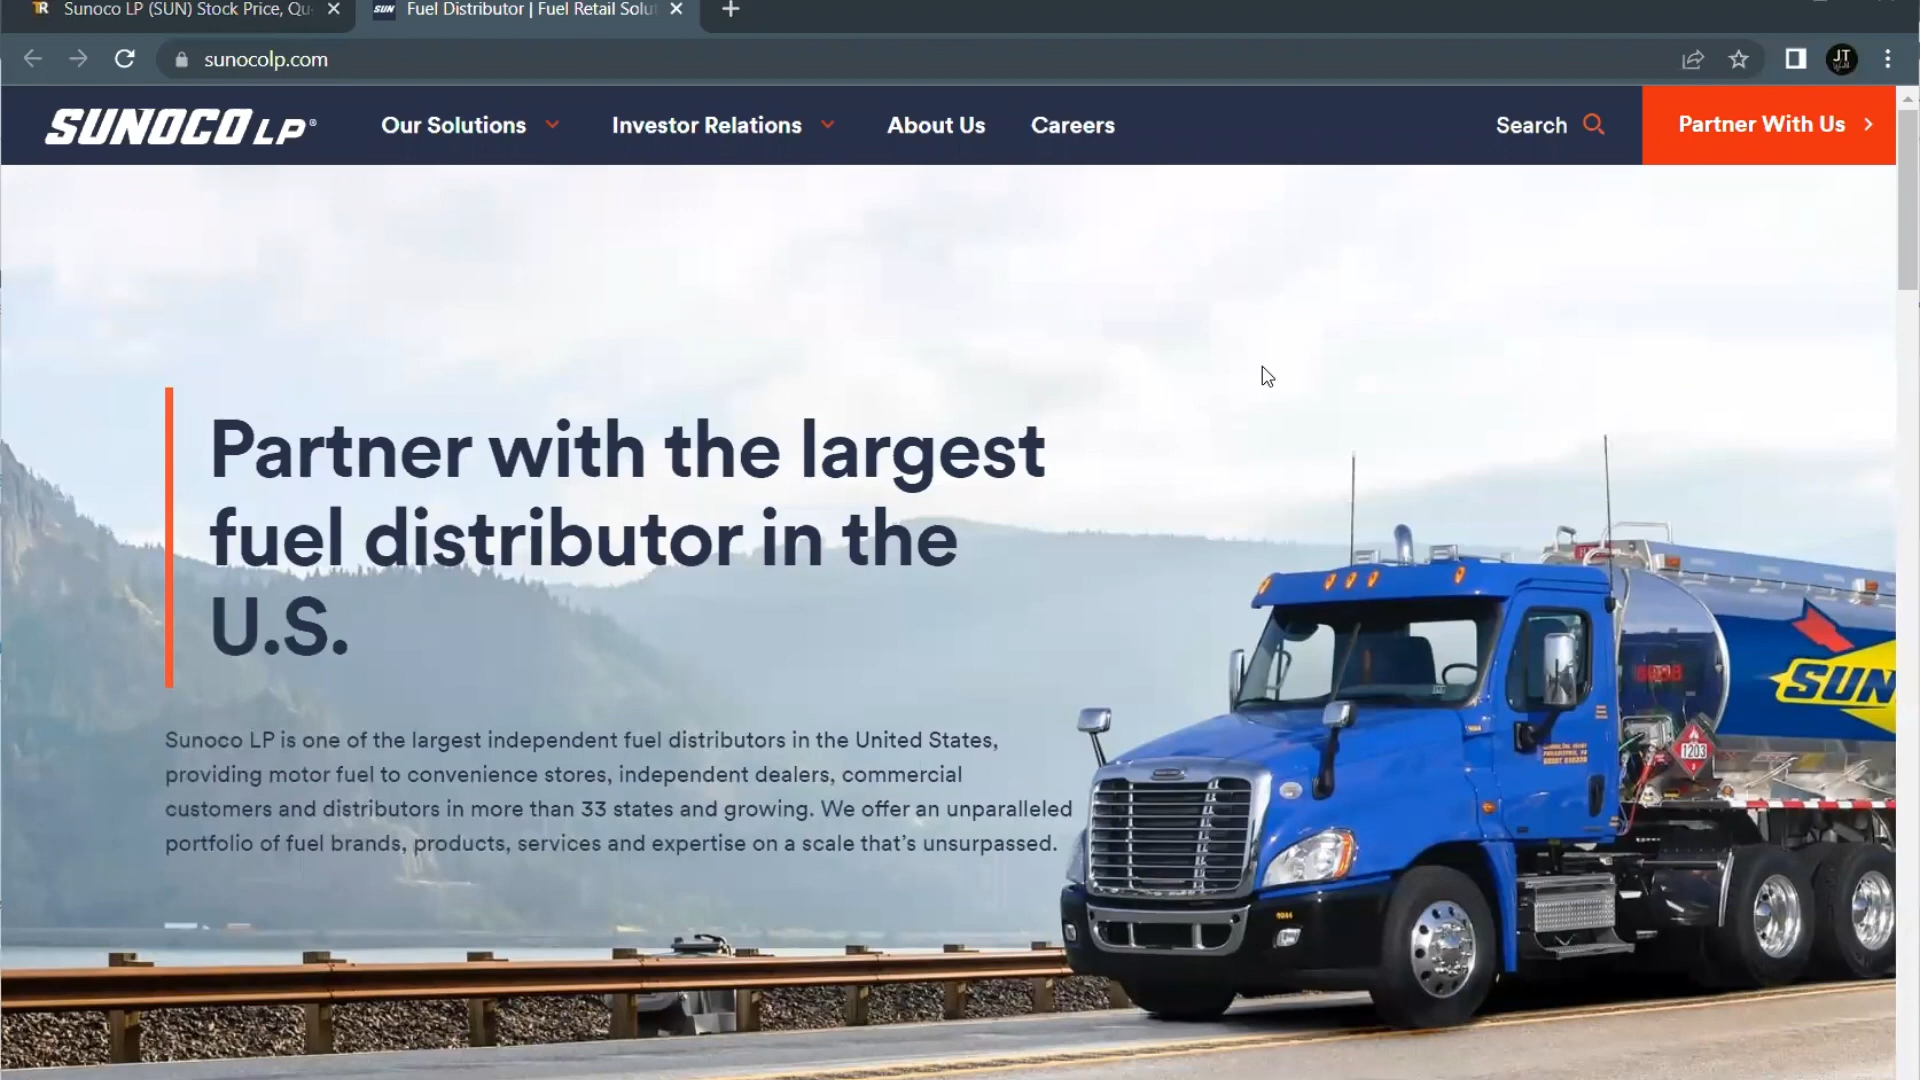 Sunoco LP (SUN) Stock Price, Qu
SUN Fuel Distributor | Fuel Retail Solut
sunocolp.com
JT
SUNOCO LP®
Our Solutions
Investor Relations
About Us
Careers
Search
Partner With Us
Partner with the largest
fuel distributor in the
U.S.
Sunoco LP is one of the largest independent fuel distributors in the United States,
providing motor fuel to convenience stores, independent dealers, commercial
customers and distributors in more than 33 states and growing. We offer an unparalleled
portfolio of fuel brands, products, services and expertise on a scale that's unsurpassed.
SUN
1203